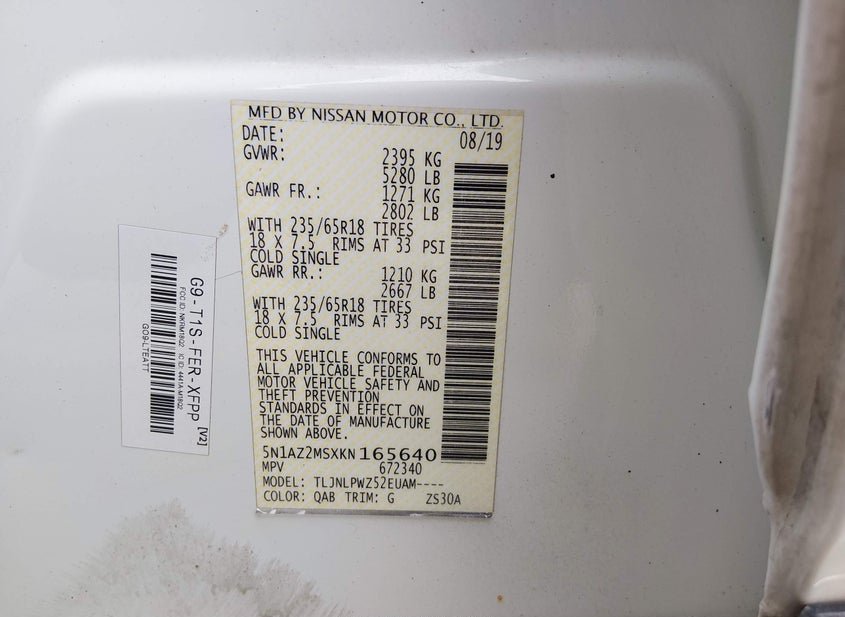 MFD BY NISSAN MOTOR CO., LTD.
DATE: 08/19
GVWR: 2395 KG
5280 LB
GAWR FR.: 1271 KG
2802 LB
WITH 235/65R18 TIRES
18 X 7.5 RIMS AT 33 PSI
COLD SINGLE
GAWR RR.: 1210 KG
2667 LB
WITH 235/65R18 TIRES
18 X 7.5 RIMS AT 33 PSI
COLD SINGLE
THIS VEHICLE CONFORMS TO
ALL APPLICABLE FEDERAL
MOTOR VEHICLE SAFETY AND
THEFT PREVENTION
STANDARDS IN EFFECT ON
THE DATE OF MANUFACTURE
SHOWN ABOVE.
5N1AZ2MSXKN165640
MPV 672340
MODEL: TLJNLPWZ52EUAM----
COLOR: QAB TRIM: G ZS30A
G9-T1S-FER-XFPP [V2]
FCC ID:
GO9-LTEATT